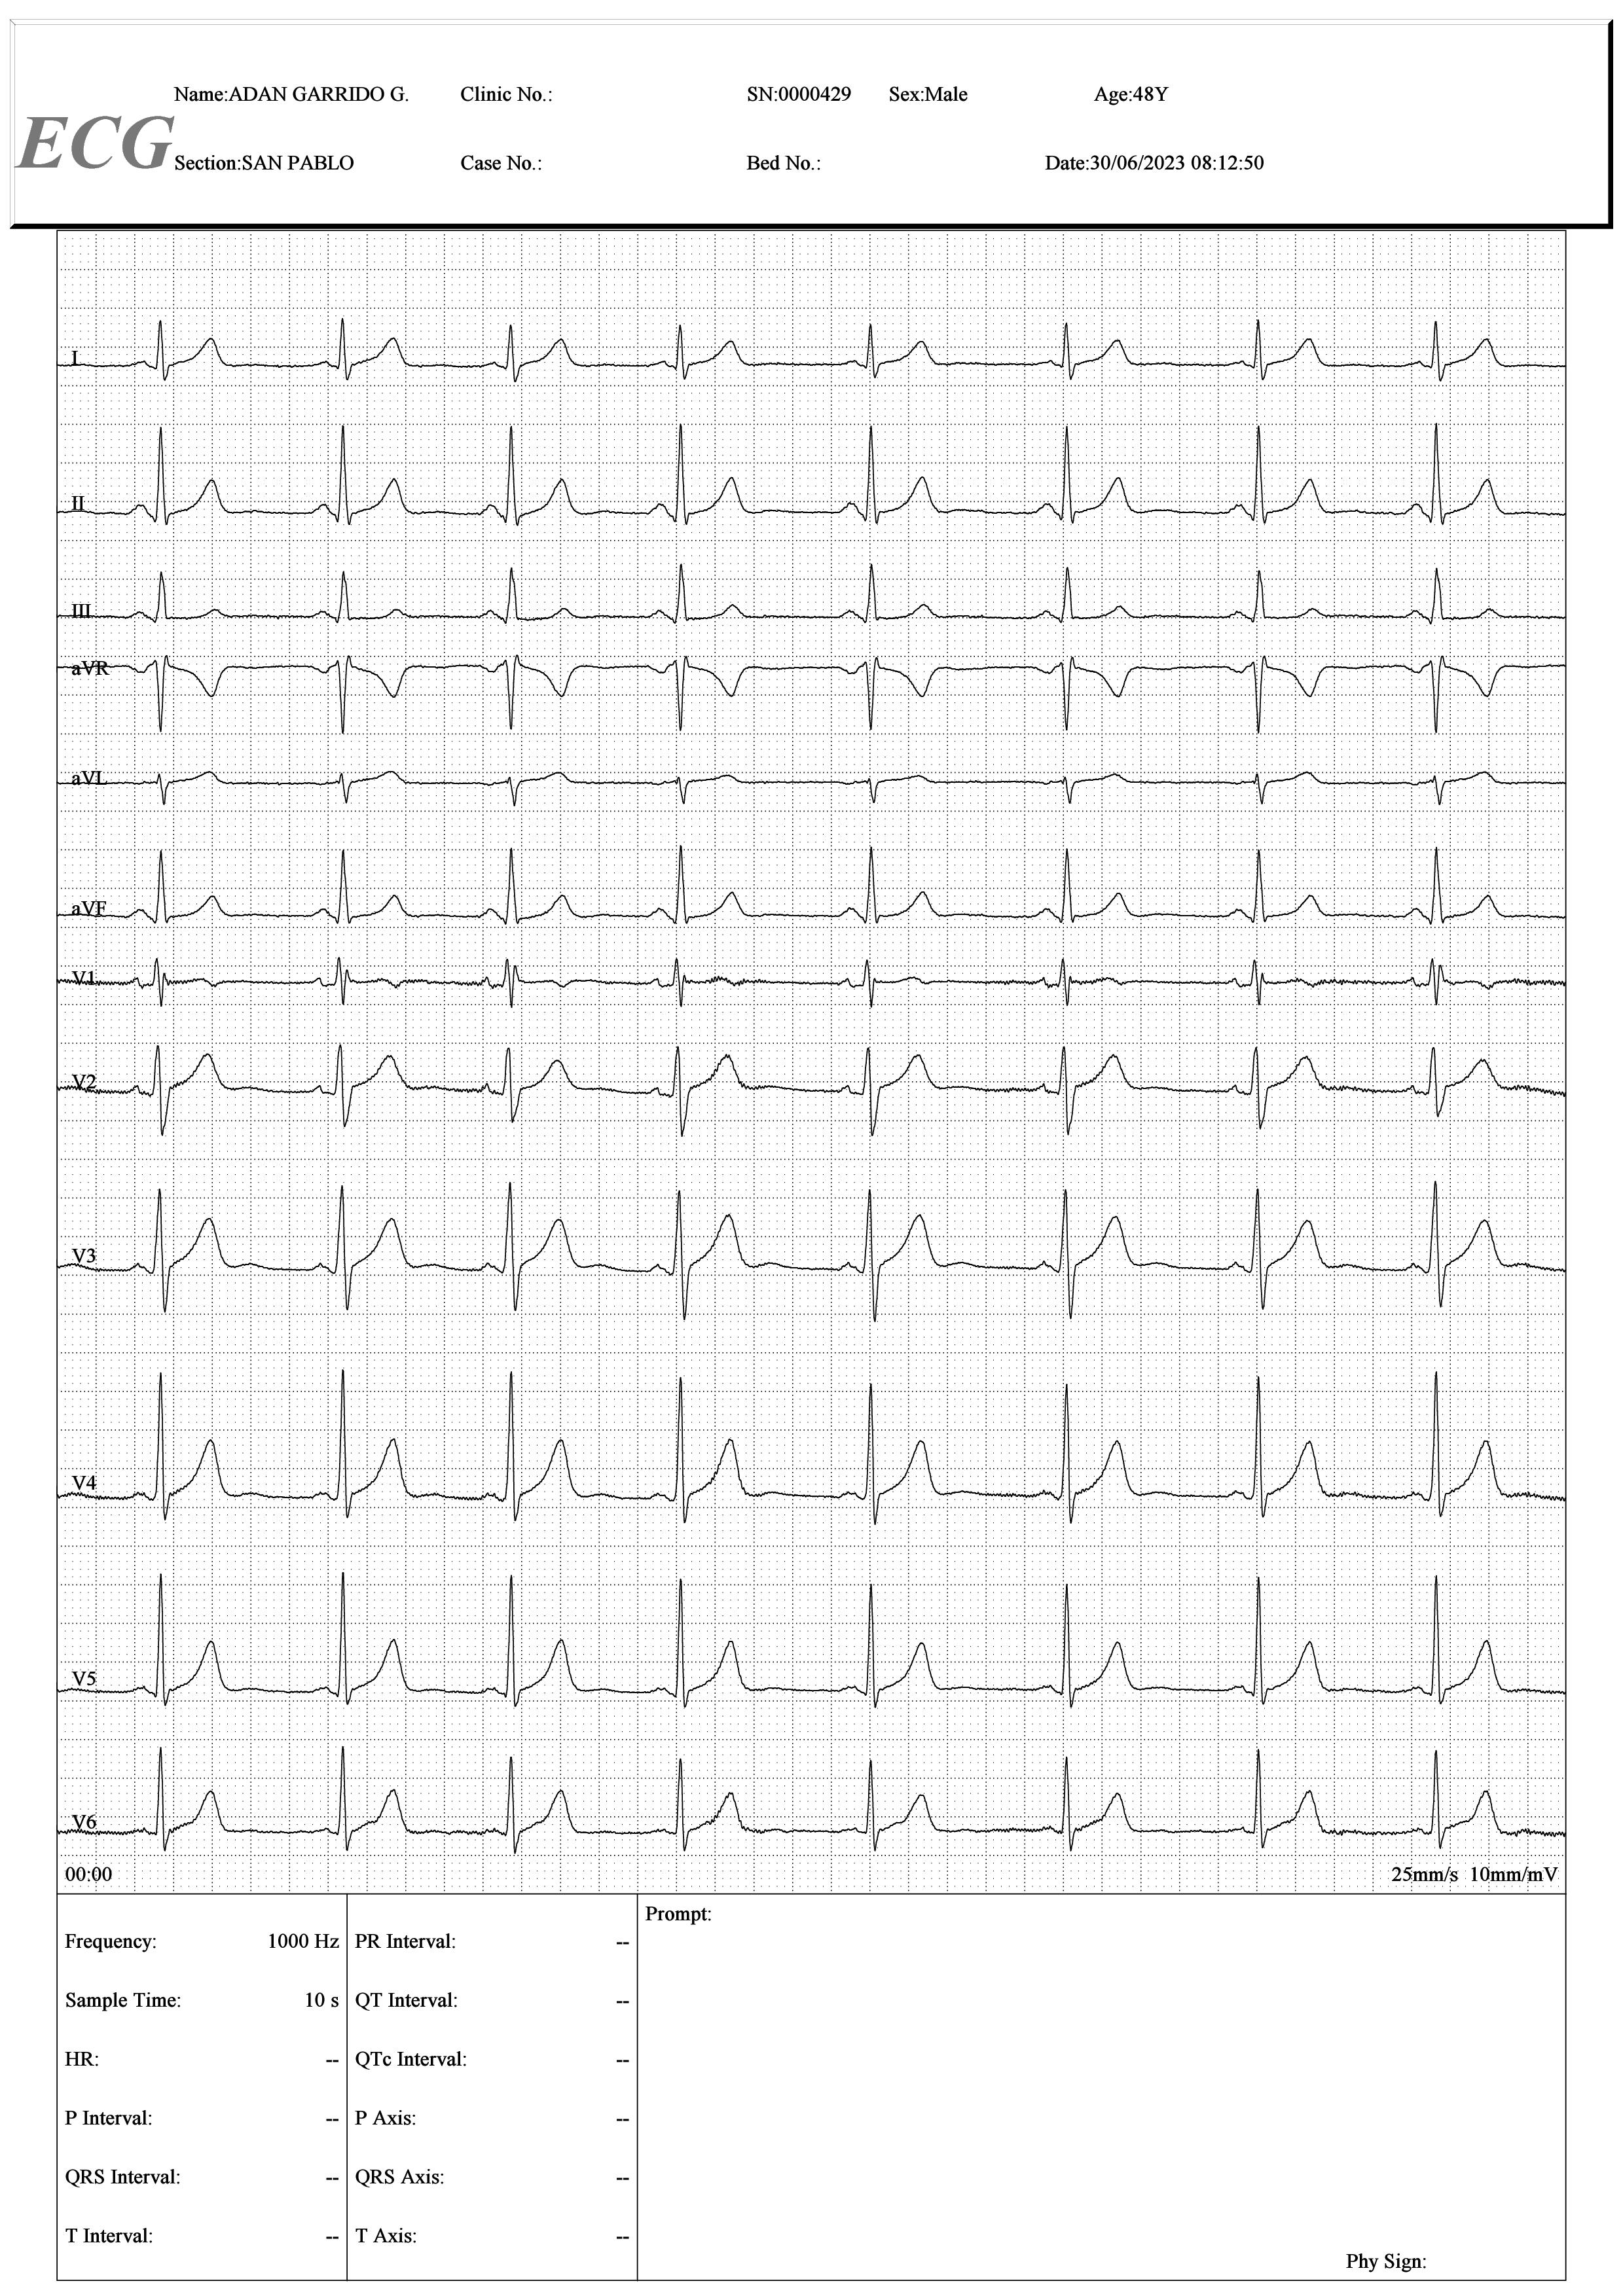 ECG
Name:ADAN GARRIDO G. Clinic No.: SN:0000429 Sex:Male Age:48Y
Section:SAN PABLO Case No.: Bed No.: Date:30/06/2023 08:12:50
I
II
III
aVR
aVL
aVF
V1
V2
V3
V4
V5
V6
00:00 25mm/s 10mm/mV
Prompt:
Frequency: 1000 Hz PR Interval: --
Sample Time: 10 s QT Interval: --
HR: -- QTc Interval: --
P Interval: -- P Axis: --
QRS Interval: -- QRS Axis: --
T Interval: -- T Axis: --
Phy Sign: